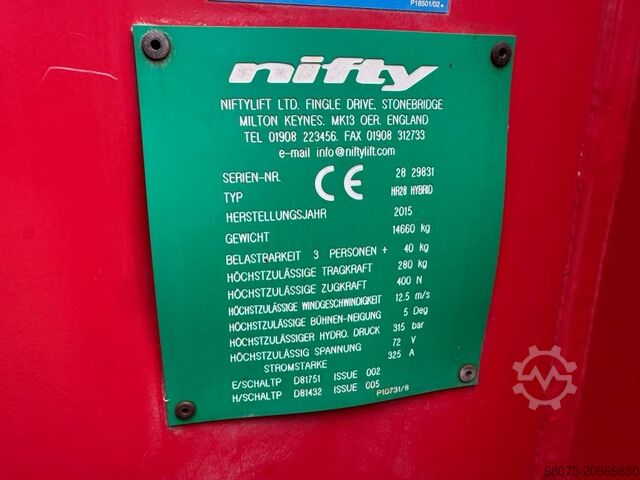 P18501/02
nifty
NIFTYLIFT LTD. FINGLE DRIVE, STONEBRIDGE
MILTON KEYNES. MK13 OER. ENGLAND
TEL 01908 223456. FAX 01908 312733
e-mail info@niftylift.com
SERIEN-NR. CE 28 29831
TYP HR28 HYBRID
HERSTELLUNGSJAHR 2015
GEWICHT 14660 kg
BELASTBARKEIT 3 PERSONEN + 40 kg
HÖCHSTZULÄSSIGE TRAGKRAFT 280 kg
HÖCHSTZULÄSSIGE ZUGKRAFT 400 N
HÖCHSTZULÄSSIGE WINDGESCHWINDIGKEIT 12.5 m/s
HÖCHSTZULÄSSIGE BÜHNEN-NEIGUNG 5 Deg
HÖCHSTZULÄSSIGER HYDRO. DRUCK 315 bar
HÖCHSTZULÄSSIG SPANNUNG 72 V
STROMSTARKE 325 A
E/SCHALTP D81751 ISSUE 002
H/SCHALTP D81432 ISSUE 005
P10731/8
68075-20669880